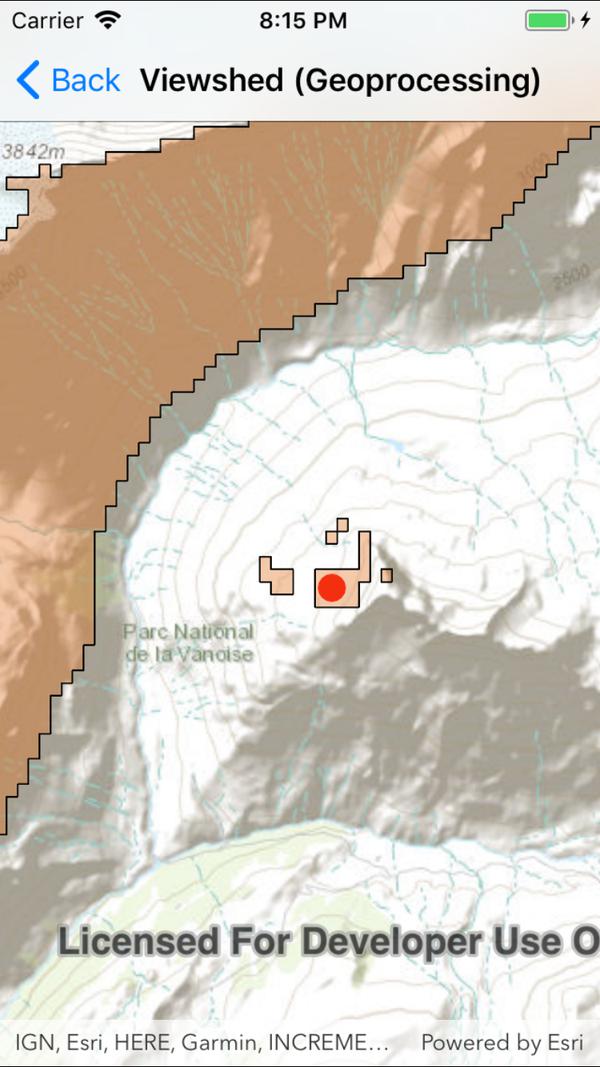 Carrier 8:15 PM
Back Viewshed (Geoprocessing)
3842m
2500
Parc National
de la Vanoise
Licensed For Developer Use O
IGN, Esri, HERE, Garmin, INCREME… Powered by Esri